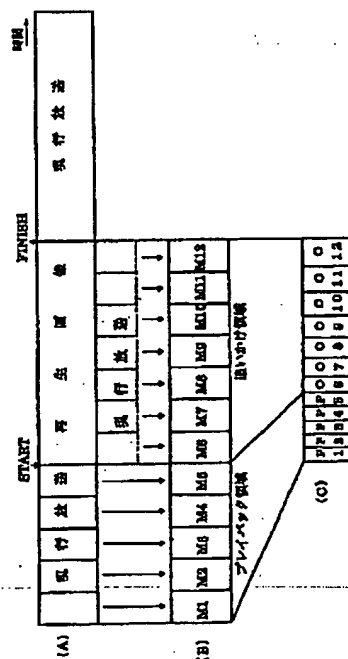 START
FINISH
時間
(A)
現行放送
再生画像
現行放送
現行放送
(B)
M1 M2 M3 M4 M5 M6 M7 M8 M9 M10 M11 M12
プレイバック領域
追いかけ領域
P P P P P O O O O O O O
1 2 3 4 5 6 7 8 9 10 11 12
(C)